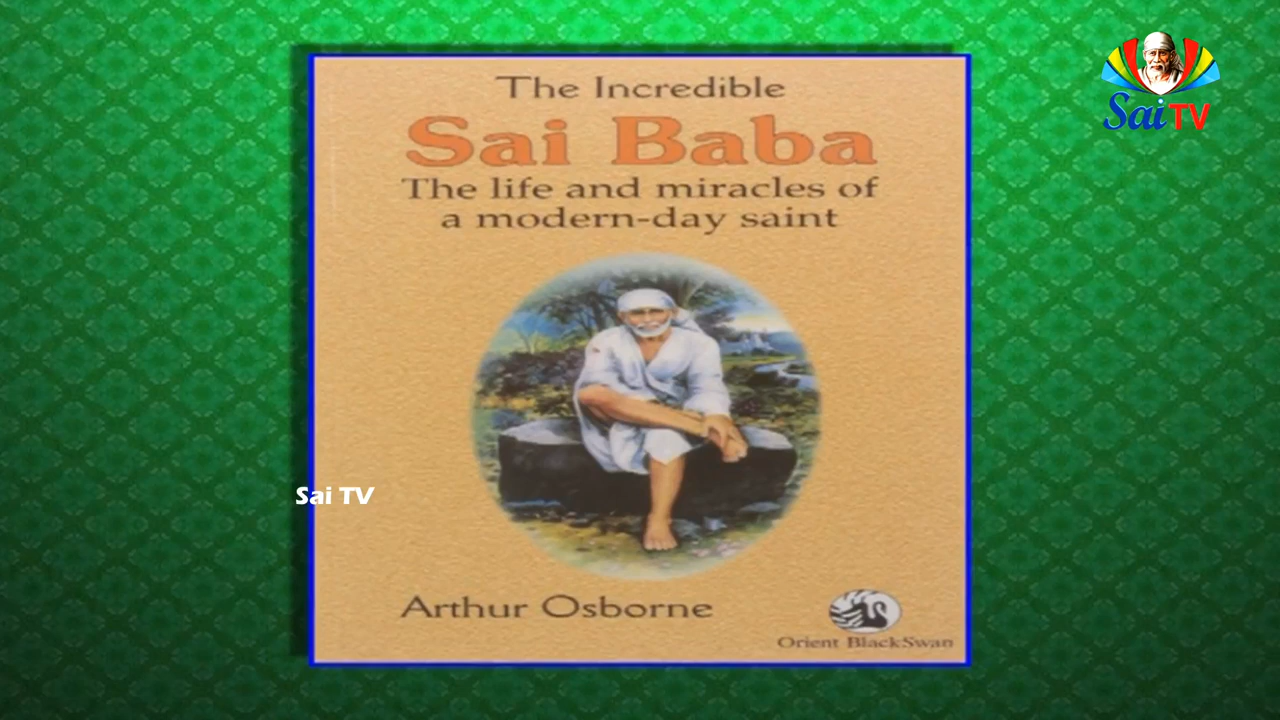 The Incredible
Sai Baba
The life and miracles of
a modern-day saint
Arthur Osborne
Orient BlackSwan
Sai TV
Sai TV